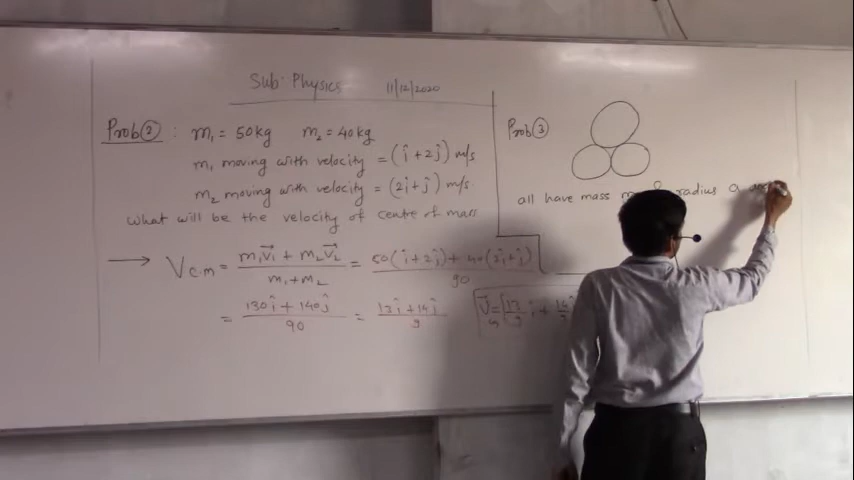 Sub: Physics 11/12/2020
Prob② : m₁ = 50kg m₂ = 40kg
m₁ moving with velocity = (î + 2ĵ) m/s
m₂ moving with velocity = (2î + ĵ) m/s.
What will be the velocity of centre of mass
→ V c.m = (m₁v⃗₁ + m₂v⃗₂)/(m₁+m₂) = (50(î+2ĵ) + 40(2î+ĵ))/90
= (130î + 140ĵ)/90 = (13î + 14ĵ)/9
Prob③
all have mass radius a